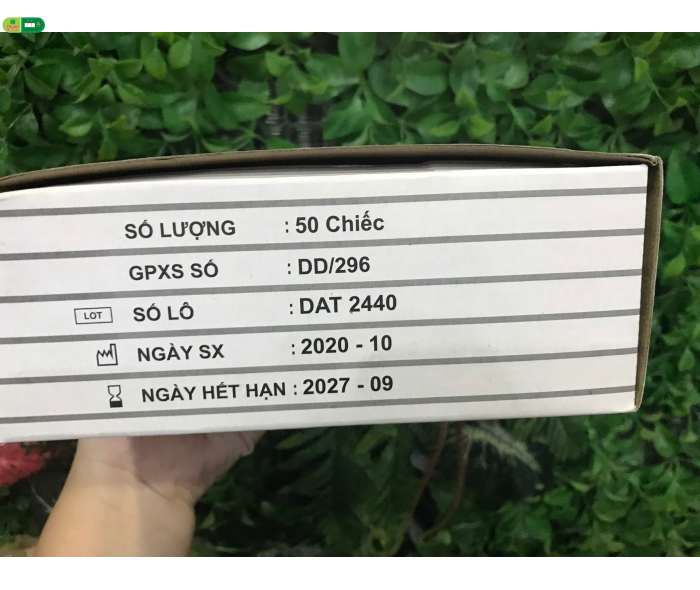 SỐ LƯỢNG : 50 Chiếc
GPXS SỐ : DD/296
LOT SỐ LÔ : DAT 2440
NGÀY SX : 2020 - 10
NGÀY HẾT HẠN : 2027 - 09